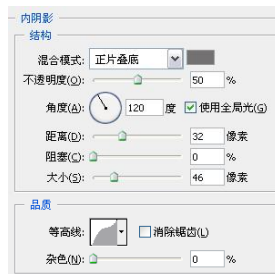 内阴影
结构
混合模式: 正片叠底
不透明度(O): 50 %
角度(A): 120 度 使用全局光(G)
距离(D): 32 像素
阻塞(C): 0 %
大小(S): 46 像素
品质
等高线: 消除锯齿(L)
杂色(N): 0 %